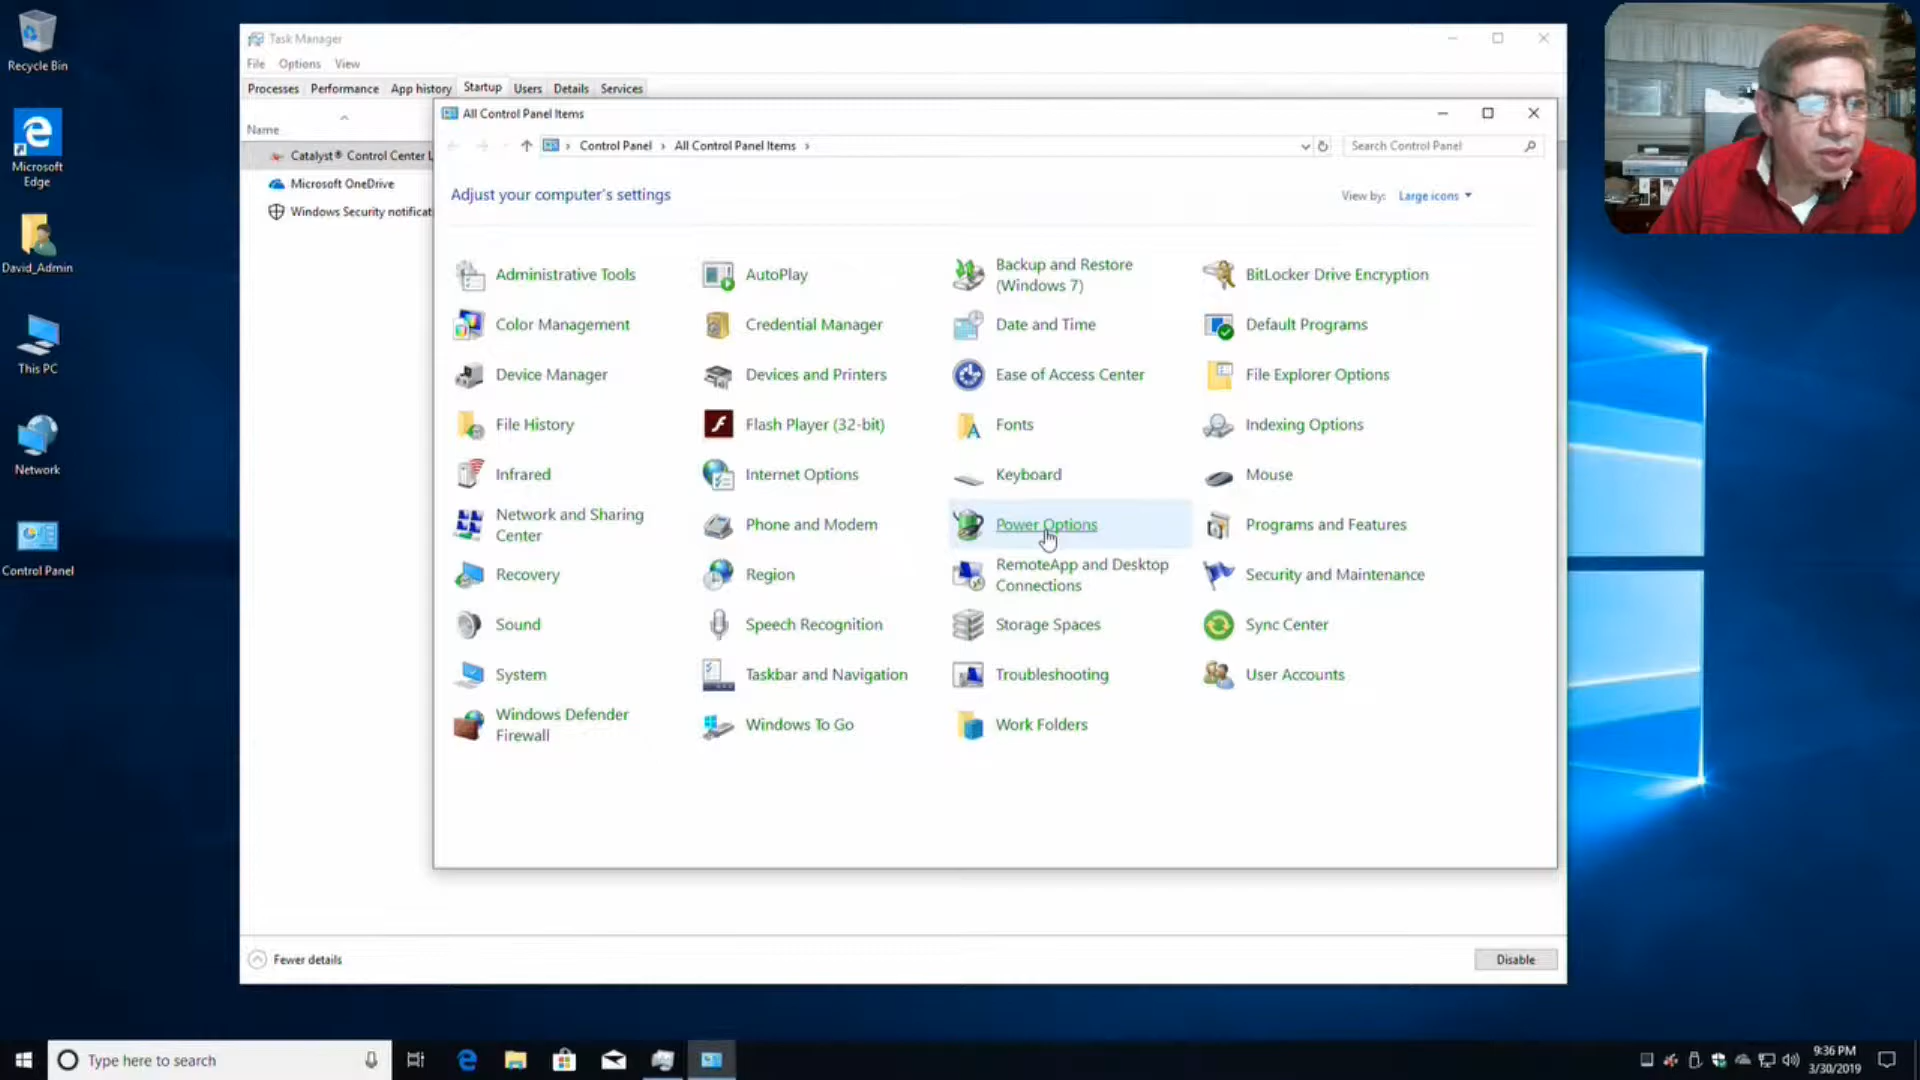 Recycle Bin
Microsoft
Edge
David_Admin
This PC
Network
Control Panel
Task Manager
File Options View
Processes Performance App history Startup Users Details Services
Name
Catalyst® Control Center L
Microsoft OneDrive
Windows Security notificat
All Control Panel Items
Control Panel › All Control Panel Items ›
Search Control Panel
Adjust your computer's settings
View by: Large icons
Administrative Tools
AutoPlay
Backup and Restore
(Windows 7)
BitLocker Drive Encryption
Color Management
Credential Manager
Date and Time
Default Programs
Device Manager
Devices and Printers
Ease of Access Center
File Explorer Options
File History
Flash Player (32-bit)
Fonts
Indexing Options
Infrared
Internet Options
Keyboard
Mouse
Network and Sharing
Center
Phone and Modem
Power Options
Programs and Features
Recovery
Region
RemoteApp and Desktop
Connections
Security and Maintenance
Sound
Speech Recognition
Storage Spaces
Sync Center
System
Taskbar and Navigation
Troubleshooting
User Accounts
Windows Defender
Firewall
Windows To Go
Work Folders
Fewer details
Disable
Type here to search
9:36 PM
3/30/2019